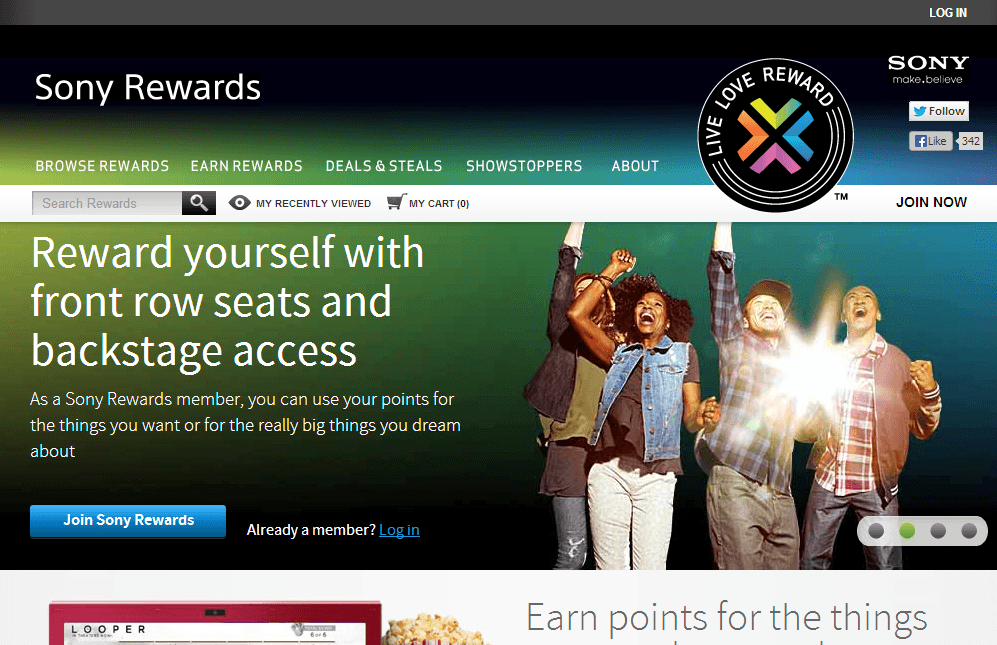 LOG IN
Sony Rewards
LIVE LOVE REWARD
TM
SONY
make.believe
Follow
Like 342
BROWSE REWARDS EARN REWARDS DEALS & STEALS SHOWSTOPPERS ABOUT
Search Rewards MY RECENTLY VIEWED MY CART (0) JOIN NOW
Reward yourself with
front row seats and
backstage access
As a Sony Rewards member, you can use your points for
the things you want or for the really big things you dream
about
Join Sony Rewards Already a member? Log in
LOOPER
6 of 6
Earn points for the things